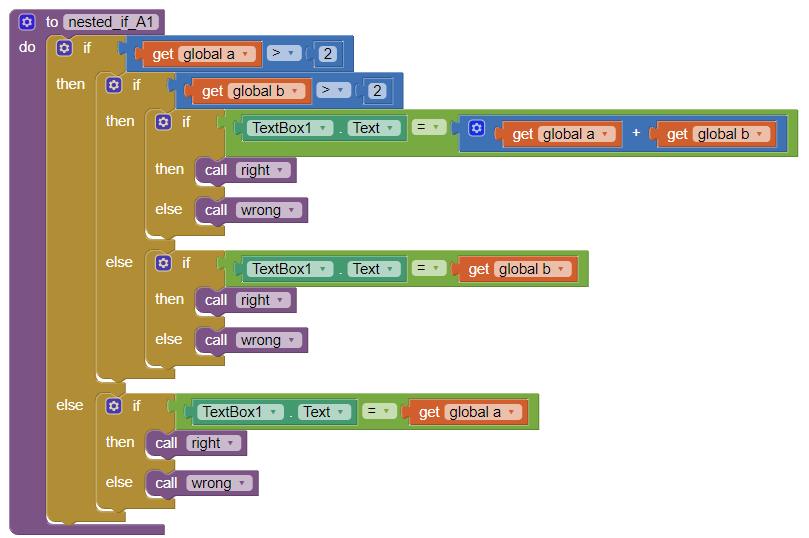 to nested_if_A1
do if get global a > 2
then if get global b > 2
then if TextBox1 . Text = get global a + get global b
then call right
else call wrong
else if TextBox1 . Text = get global b
then call right
else call wrong
else if TextBox1 . Text = get global a
then call right
else call wrong